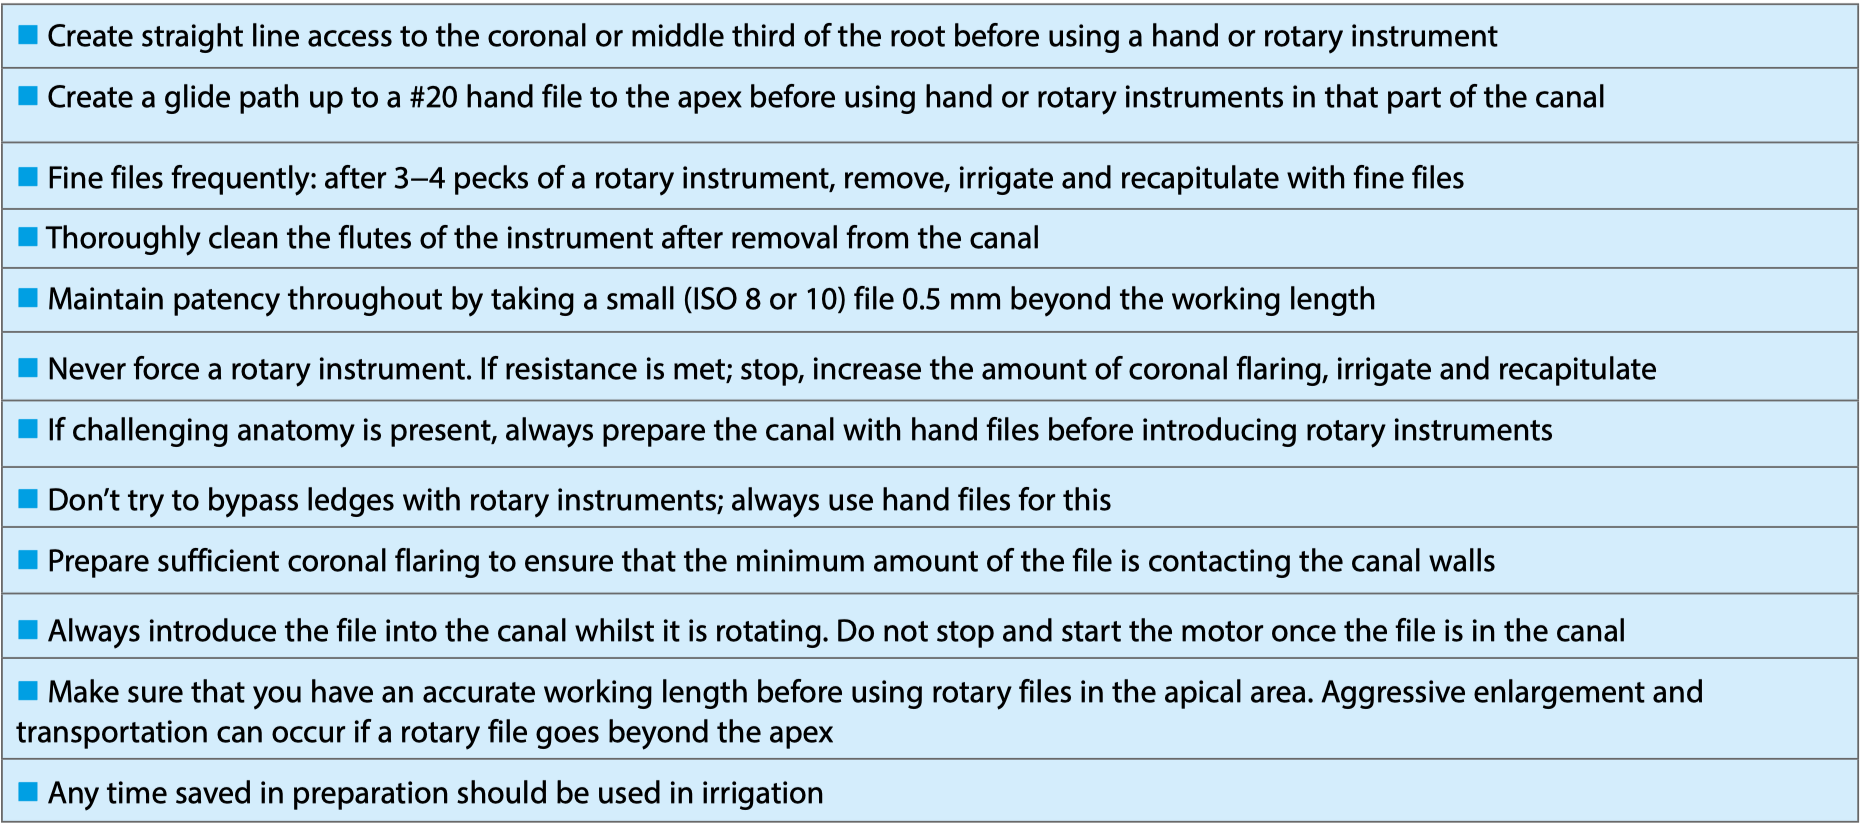 ■ Create straight line access to the coronal or middle third of the root before using a hand or rotary instrument
■ Create a glide path up to a #20 hand file to the apex before using hand or rotary instruments in that part of the canal
■ Fine files frequently: after 3–4 pecks of a rotary instrument, remove, irrigate and recapitulate with fine files
■ Thoroughly clean the flutes of the instrument after removal from the canal
■ Maintain patency throughout by taking a small (ISO 8 or 10) file 0.5 mm beyond the working length
■ Never force a rotary instrument. If resistance is met; stop, increase the amount of coronal flaring, irrigate and recapitulate
■ If challenging anatomy is present, always prepare the canal with hand files before introducing rotary instruments
■ Don’t try to bypass ledges with rotary instruments; always use hand files for this
■ Prepare sufficient coronal flaring to ensure that the minimum amount of the file is contacting the canal walls
■ Always introduce the file into the canal whilst it is rotating. Do not stop and start the motor once the file is in the canal
■ Make sure that you have an accurate working length before using rotary files in the apical area. Aggressive enlargement and
transportation can occur if a rotary file goes beyond the apex
■ Any time saved in preparation should be used in irrigation